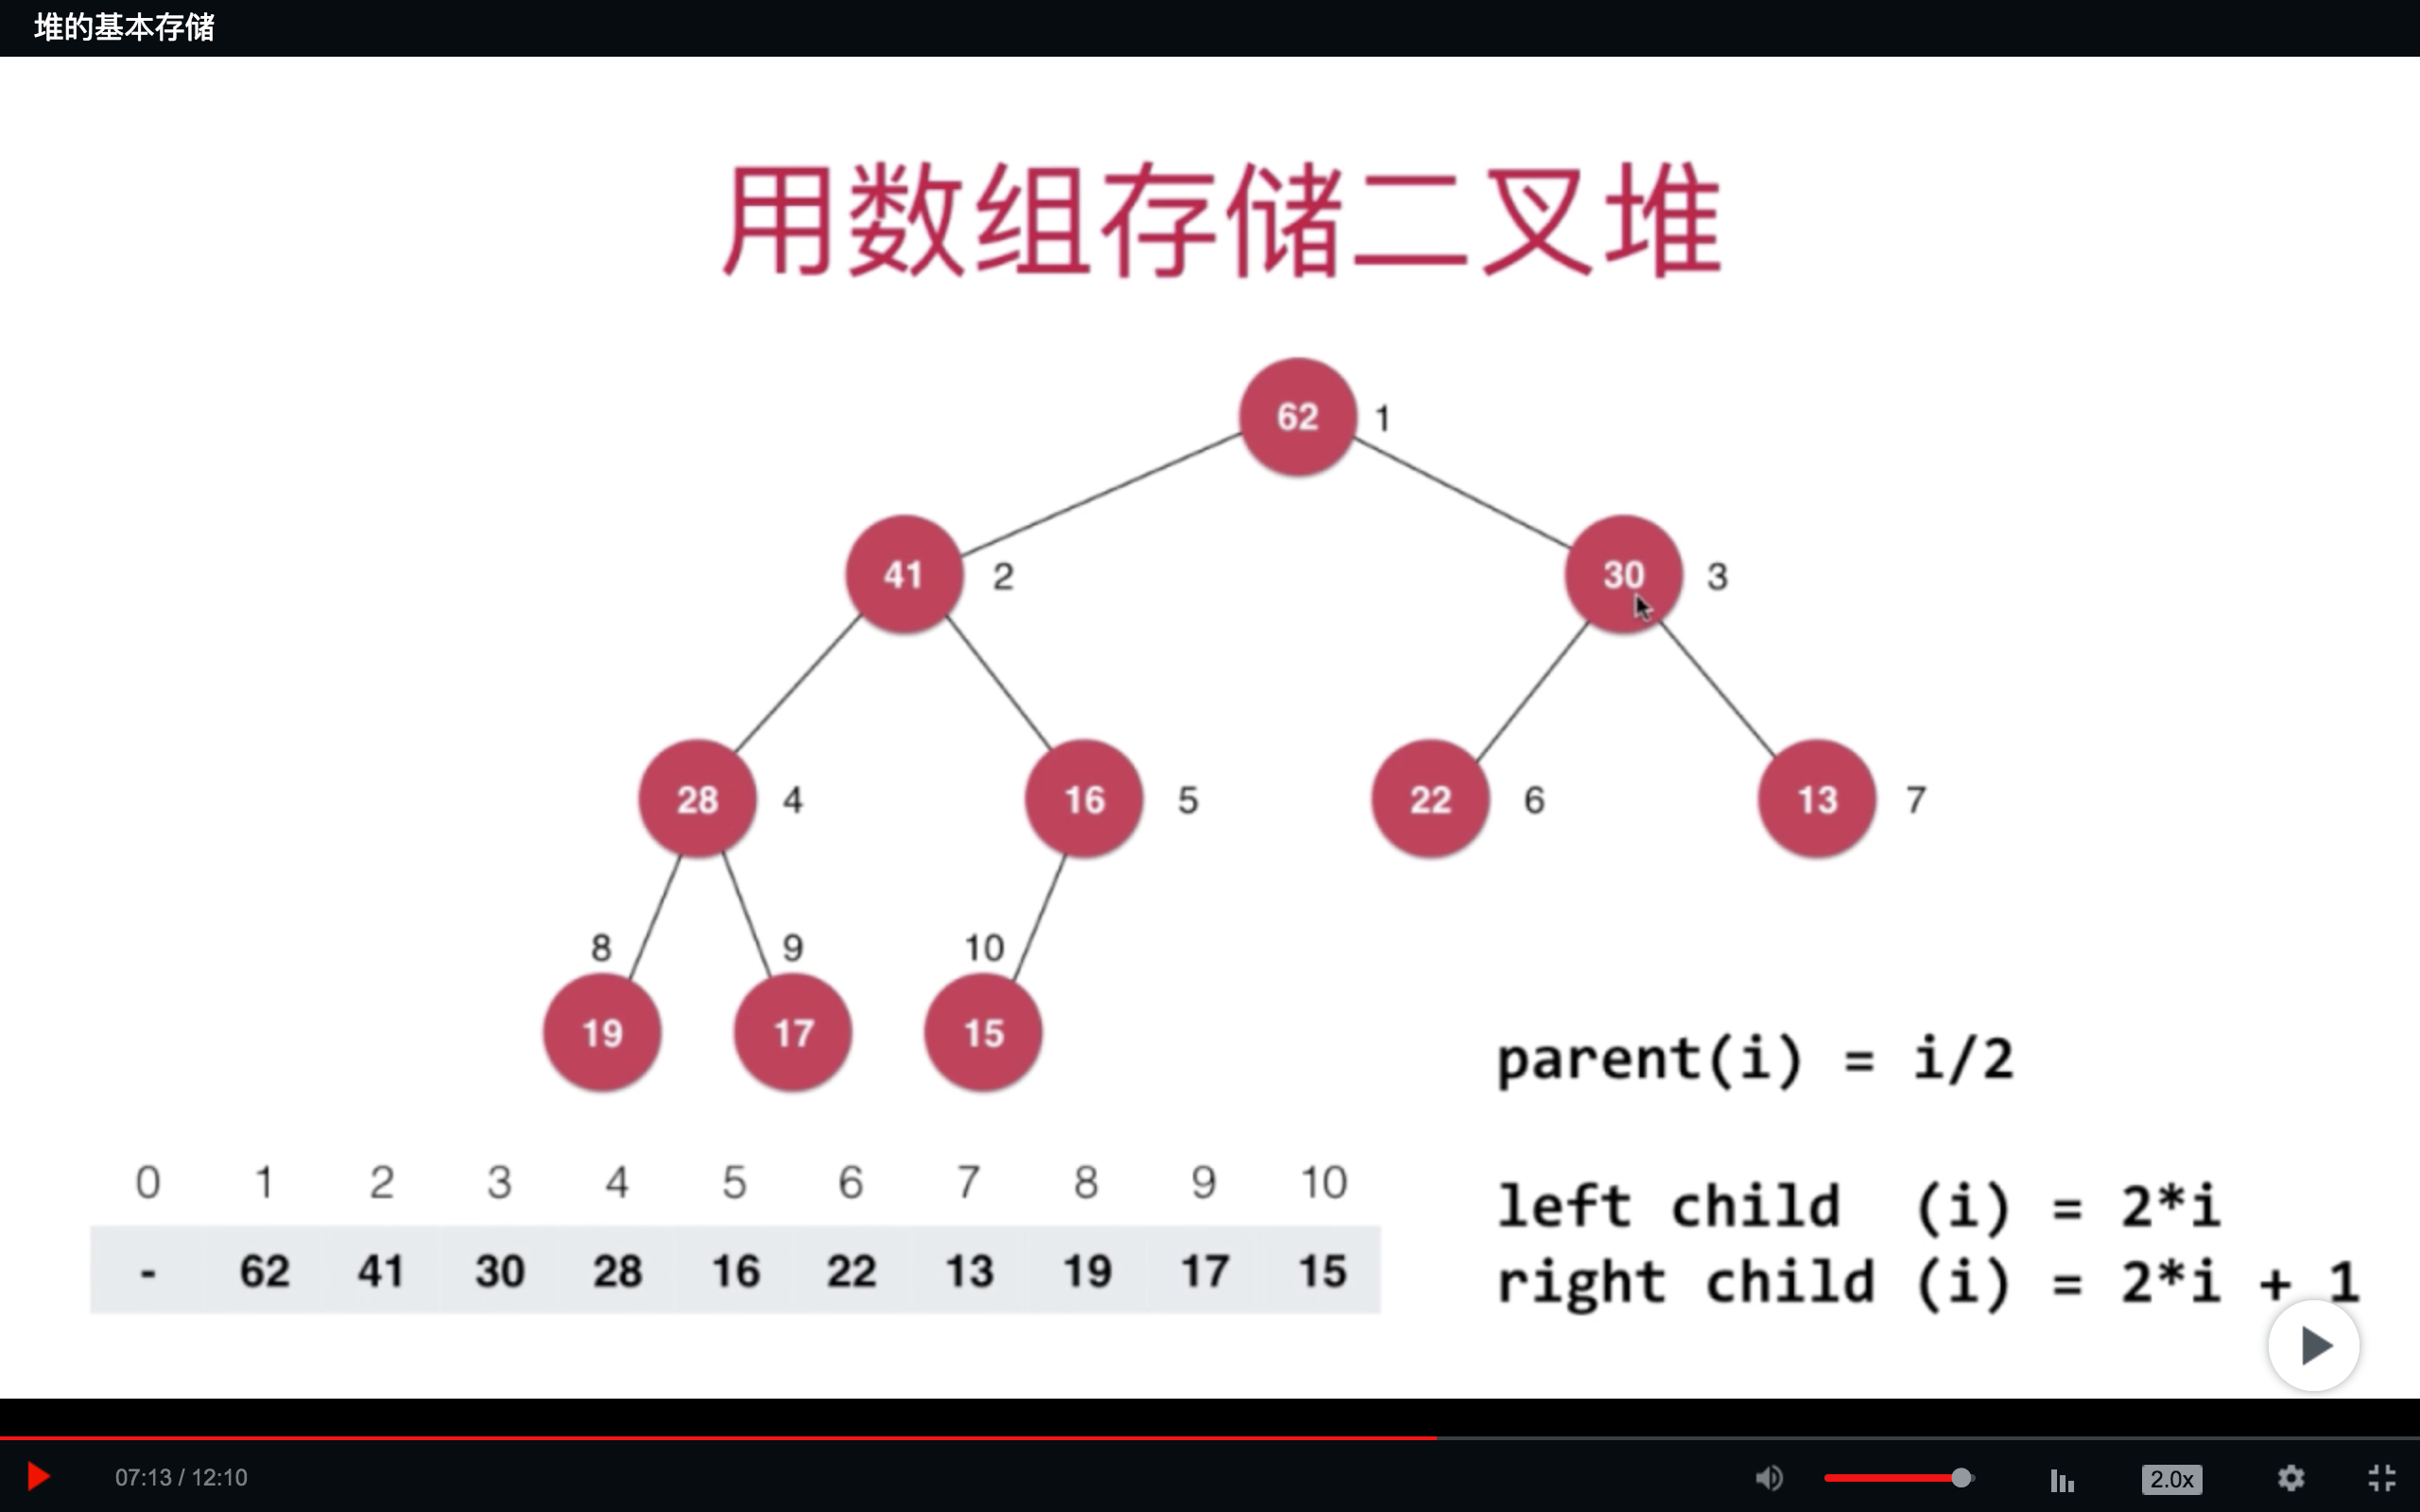 堆的基本存储
用数组存储二叉堆
62 1
41 2 30 3
28 4 16 5 22 6 13 7
8 9 10
19 17 15
parent(i) = i/2
0 1 2 3 4 5 6 7 8 9 10
left child (i) = 2*i
- 62 41 30 28 16 22 13 19 17 15
right child (i) = 2*i + 1
07:13 / 12:10 2.0x